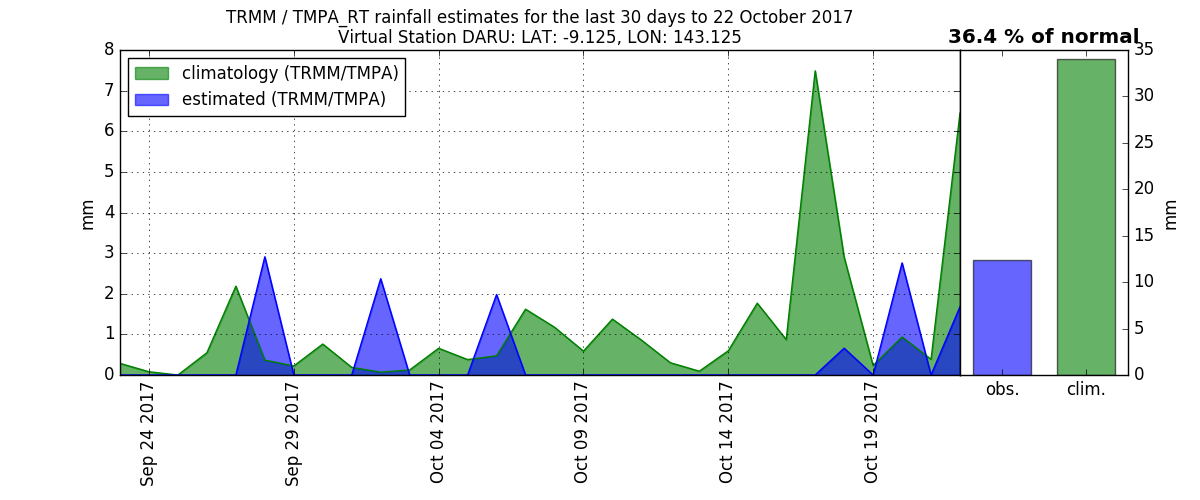 TRMM / TMPA_RT rainfall estimates for the last 30 days to 22 October 2017
Virtual Station DARU: LAT: -9.125, LON: 143.125
36.4 % of normal
climatology (TRMM/TMPA)
estimated (TRMM/TMPA)
8
7
6
5
4
3
2
1
0
mm
Sep 24 2017
Sep 29 2017
Oct 04 2017
Oct 09 2017
Oct 14 2017
Oct 19 2017
obs.
clim.
35
30
25
20
15
10
5
0
mm